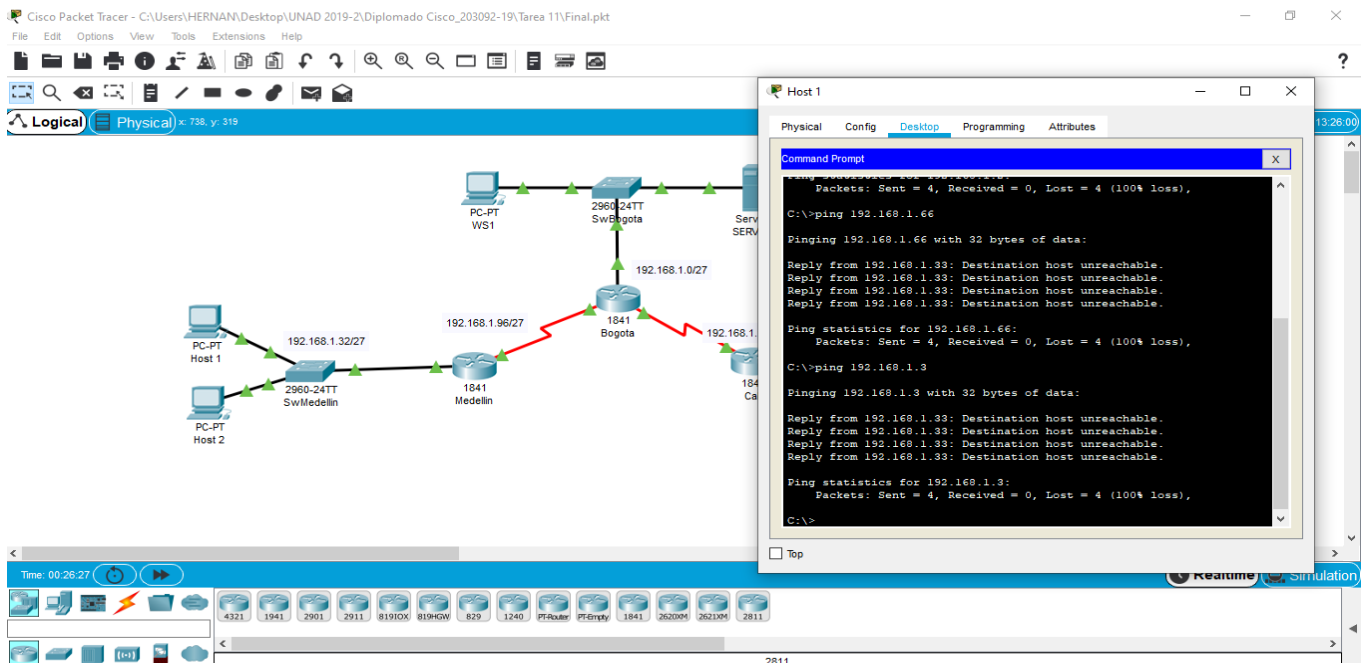 Cisco Packet Tracer - C:\Users\HERNAN\Desktop\UNAD 2019-2\Diplomado Cisco_203092-19\Tarea 11\Final.pkt
File Edit Options View Tools Extensions Help
Logical Physical x: 738, y: 319
13:26:00
PC-PT
WS1
2960-24TT
SwBogota
Serv
SERV
192.168.1.0/27
1841
Bogota
192.168.1.96/27
192.168.1.
PC-PT
Host 1
192.168.1.32/27
2960-24TT
SwMedellin
1841
Medellin
184
Ca
PC-PT
Host 2
Host 1
Physical Config Desktop Programming Attributes
Command Prompt
X
Packets: Sent = 4, Received = 0, Lost = 4 (100% loss),
C:\>ping 192.168.1.66
Pinging 192.168.1.66 with 32 bytes of data:
Reply from 192.168.1.33: Destination host unreachable.
Reply from 192.168.1.33: Destination host unreachable.
Reply from 192.168.1.33: Destination host unreachable.
Reply from 192.168.1.33: Destination host unreachable.
Ping statistics for 192.168.1.66:
Packets: Sent = 4, Received = 0, Lost = 4 (100% loss),
C:\>ping 192.168.1.3
Pinging 192.168.1.3 with 32 bytes of data:
Reply from 192.168.1.33: Destination host unreachable.
Reply from 192.168.1.33: Destination host unreachable.
Reply from 192.168.1.33: Destination host unreachable.
Reply from 192.168.1.33: Destination host unreachable.
Ping statistics for 192.168.1.3:
Packets: Sent = 4, Received = 0, Lost = 4 (100% loss),
C:\>
Top
Time: 00:26:27
Realtime Simulation
4321 1941 2901 2911 819IOX 819HGW 829 1240 PT-Router PT-Empty 1841 2620XM 2621XM 2811
2811